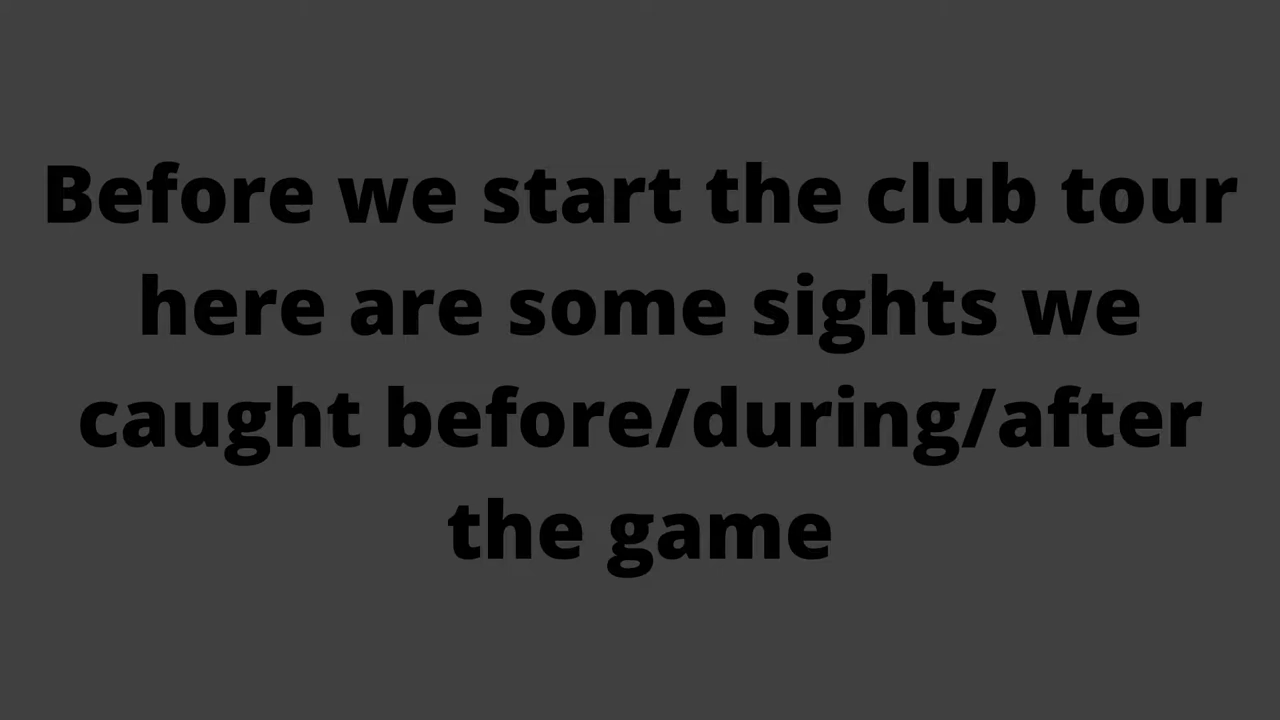 Before we start the club tour
here are some sights we
caught before/during/after
the game